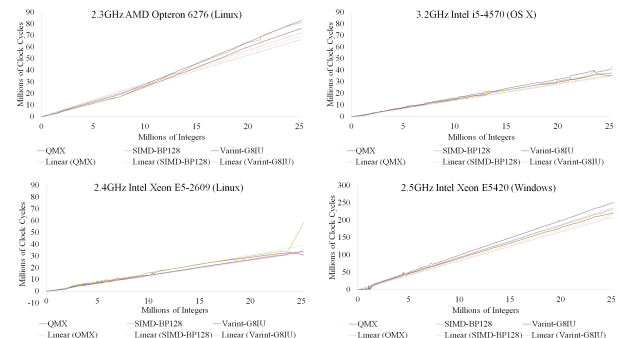 2.3GHz AMD Opteron 6276 (Linux)
Millions of Clock Cycles
90
80
70
60
50
40
30
20
10
0
0 5 10 15 20 25
Millions of Integers
QMX SIMD-BP128 Varint-G8IU
Linear (QMX) Linear (SIMD-BP128) Linear (Varint-G8IU)
3.2GHz Intel i5-4570 (OS X)
Millions of Clock Cycles
90
80
70
60
50
40
30
20
10
0
0 5 10 15 20 25
Millions of Integers
QMX SIMD-BP128 Varint-G8IU
Linear (QMX) Linear (SIMD-BP128) Linear (Varint-G8IU)
2.4GHz Intel Xeon E5-2609 (Linux)
Millions of Clock Cycles
90
80
70
60
50
40
30
20
10
0
-10
0 5 10 15 20 25
Millions of Integers
QMX SIMD-BP128 Varint-G8IU
Linear (QMX) Linear (SIMD-BP128) Linear (Varint-G8IU)
2.5GHz Intel Xeon E5420 (Windows)
Millions of Clock Cycles
300
250
200
150
100
50
0
0 5 10 15 20 25
Millions of Integers
QMX SIMD-BP128 Varint-G8IU
Linear (QMX) Linear (SIMD-BP128) Linear (Varint-G8IU)